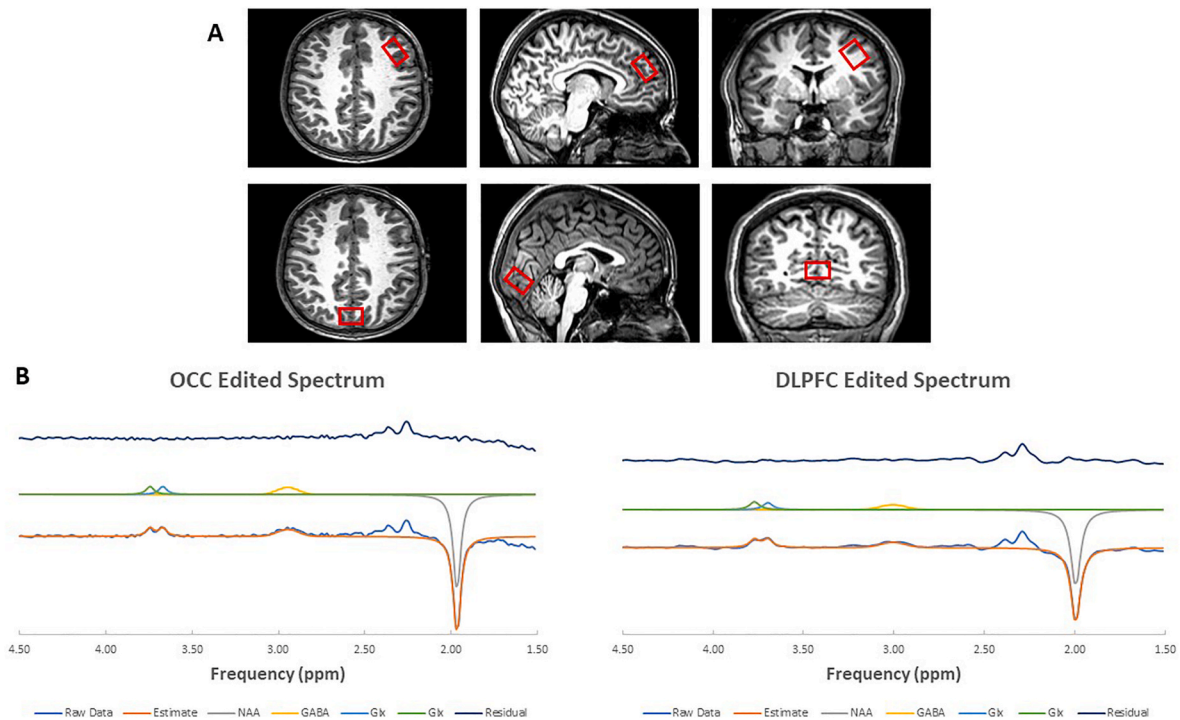 A
B
OCC Edited Spectrum
DLPFC Edited Spectrum
4.50 4.00 3.50 3.00 2.50 2.00 1.50
4.50 4.00 3.50 3.00 2.50 2.00 1.50
Frequency (ppm)
Frequency (ppm)
Raw Data Estimate NAA GABA Glx Glx Residual
Raw Data Estimate NAA GABA Glx Glx Residual